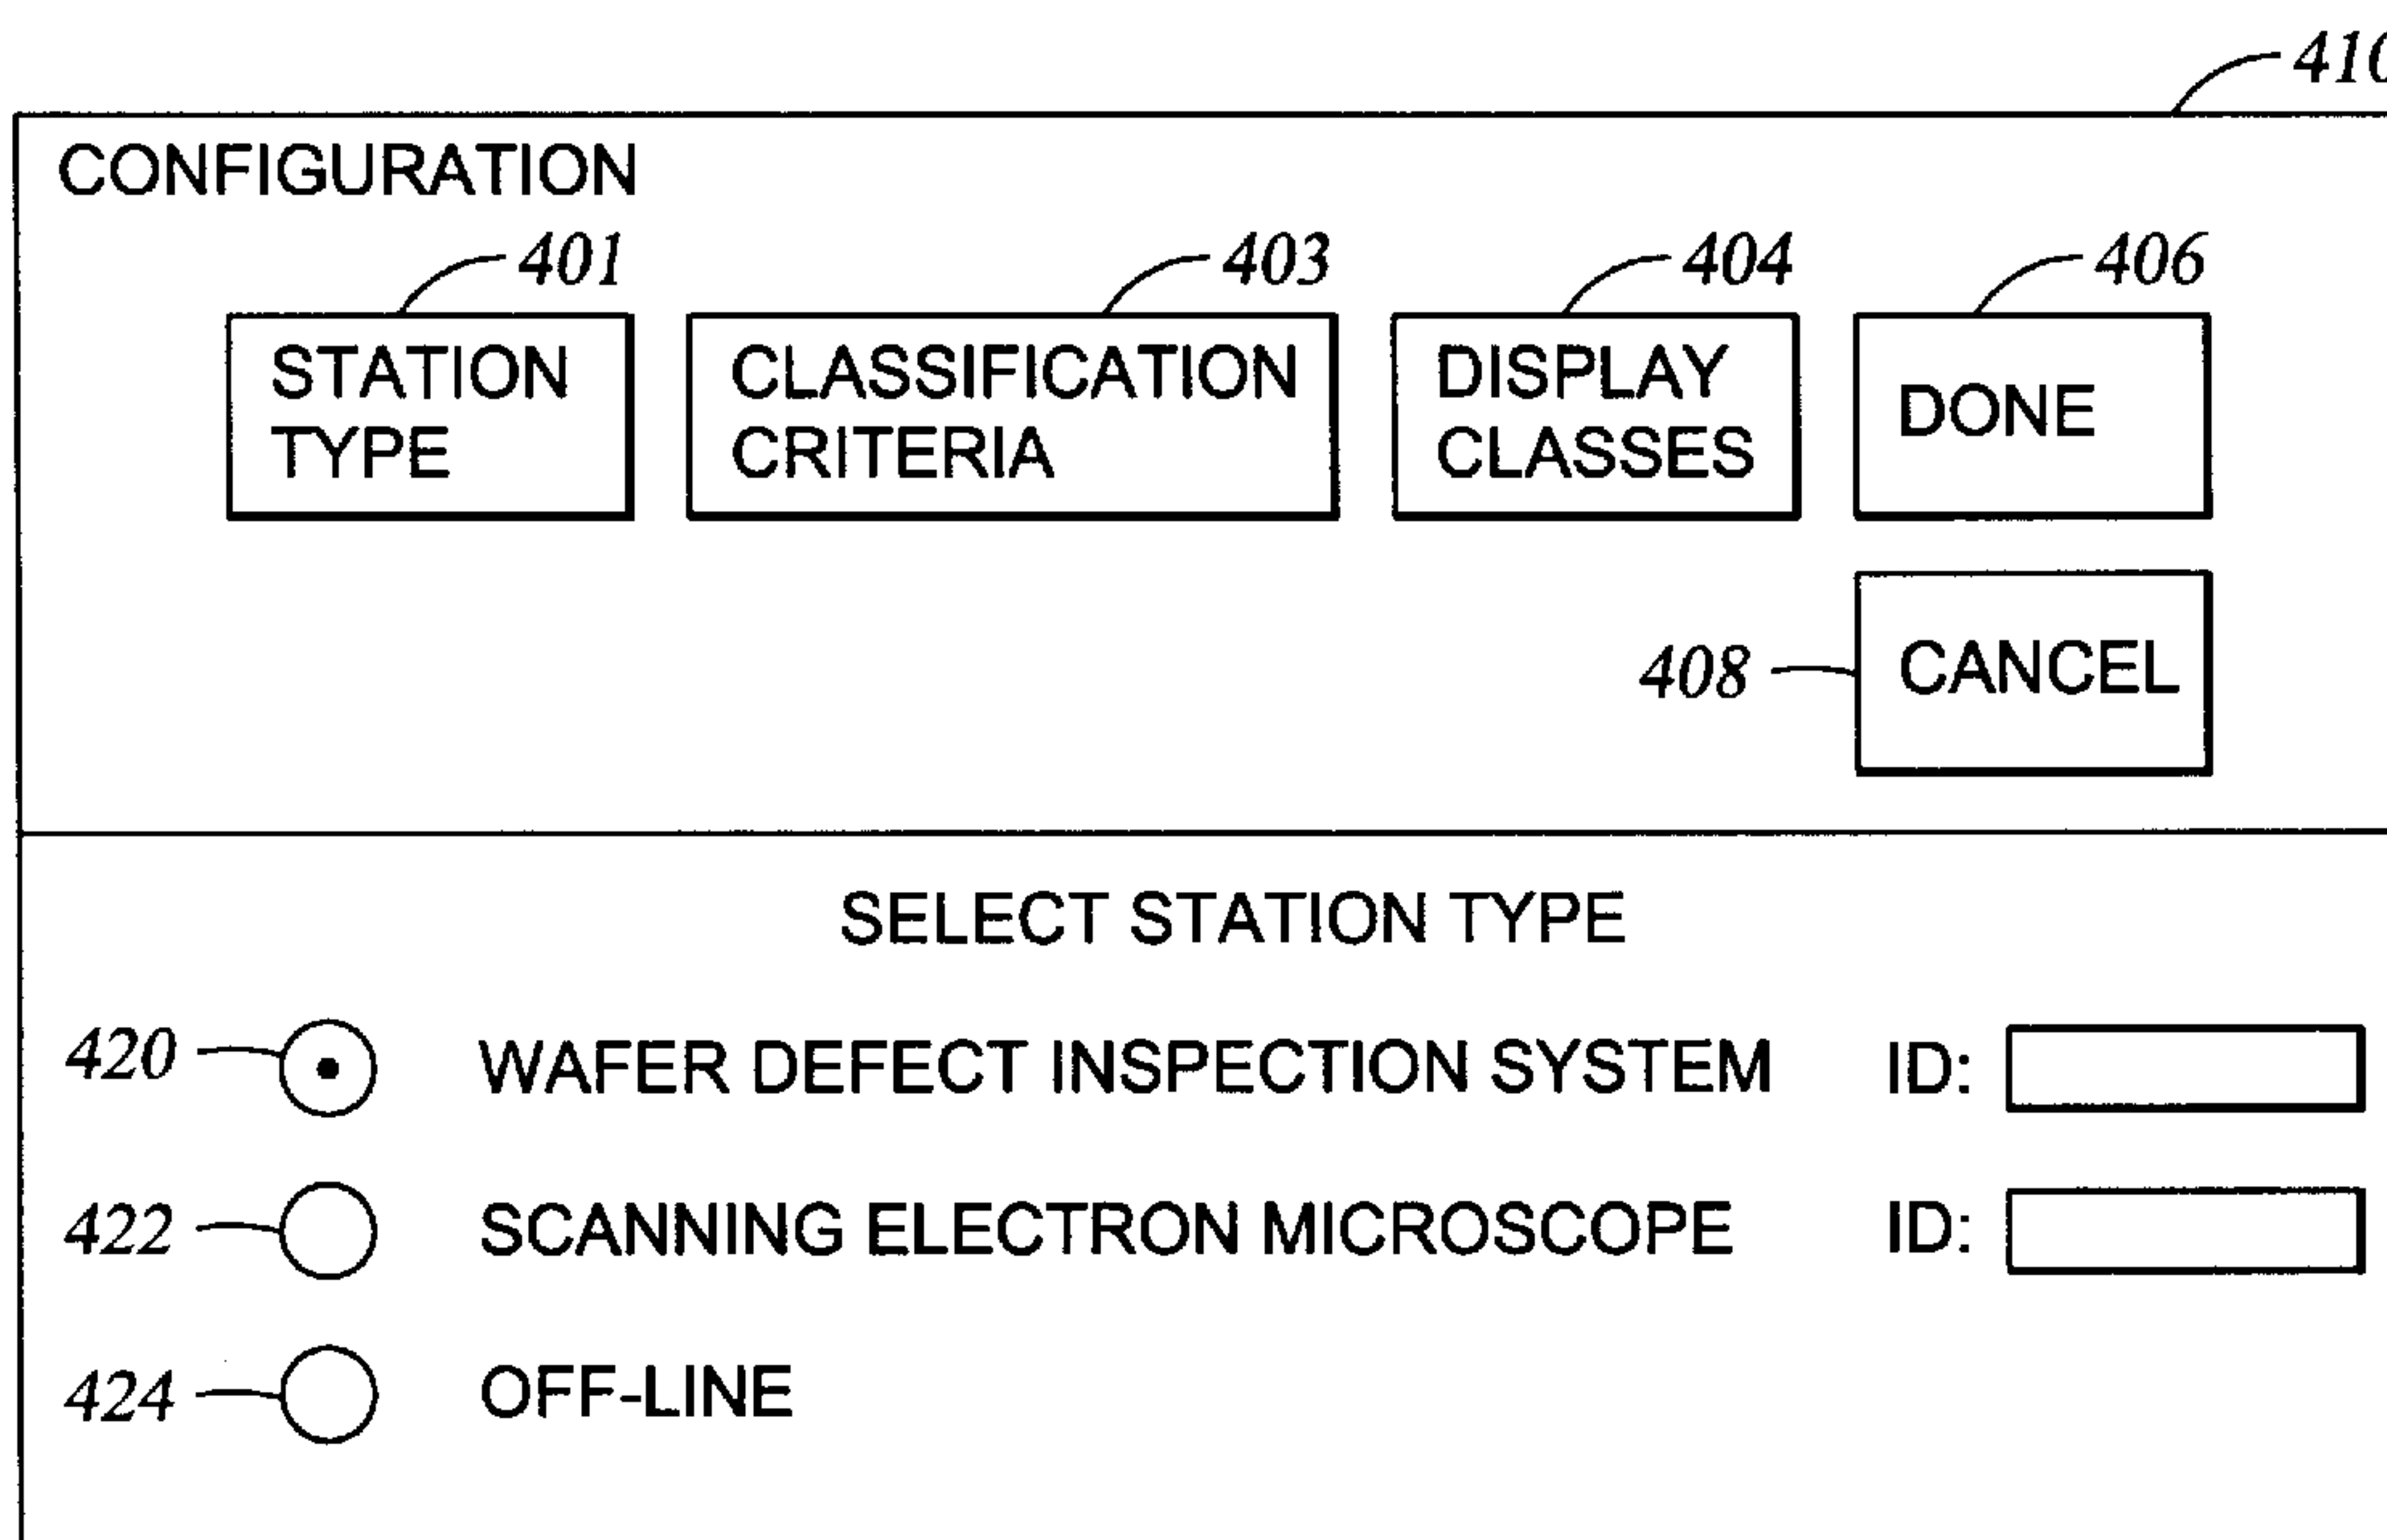 410
CONFIGURATION
401 403 404 406
STATION TYPE
CLASSIFICATION CRITERIA
DISPLAY CLASSES
DONE
408 CANCEL
SELECT STATION TYPE
420 WAFER DEFECT INSPECTION SYSTEM ID:
422 SCANNING ELECTRON MICROSCOPE ID:
424 OFF-LINE